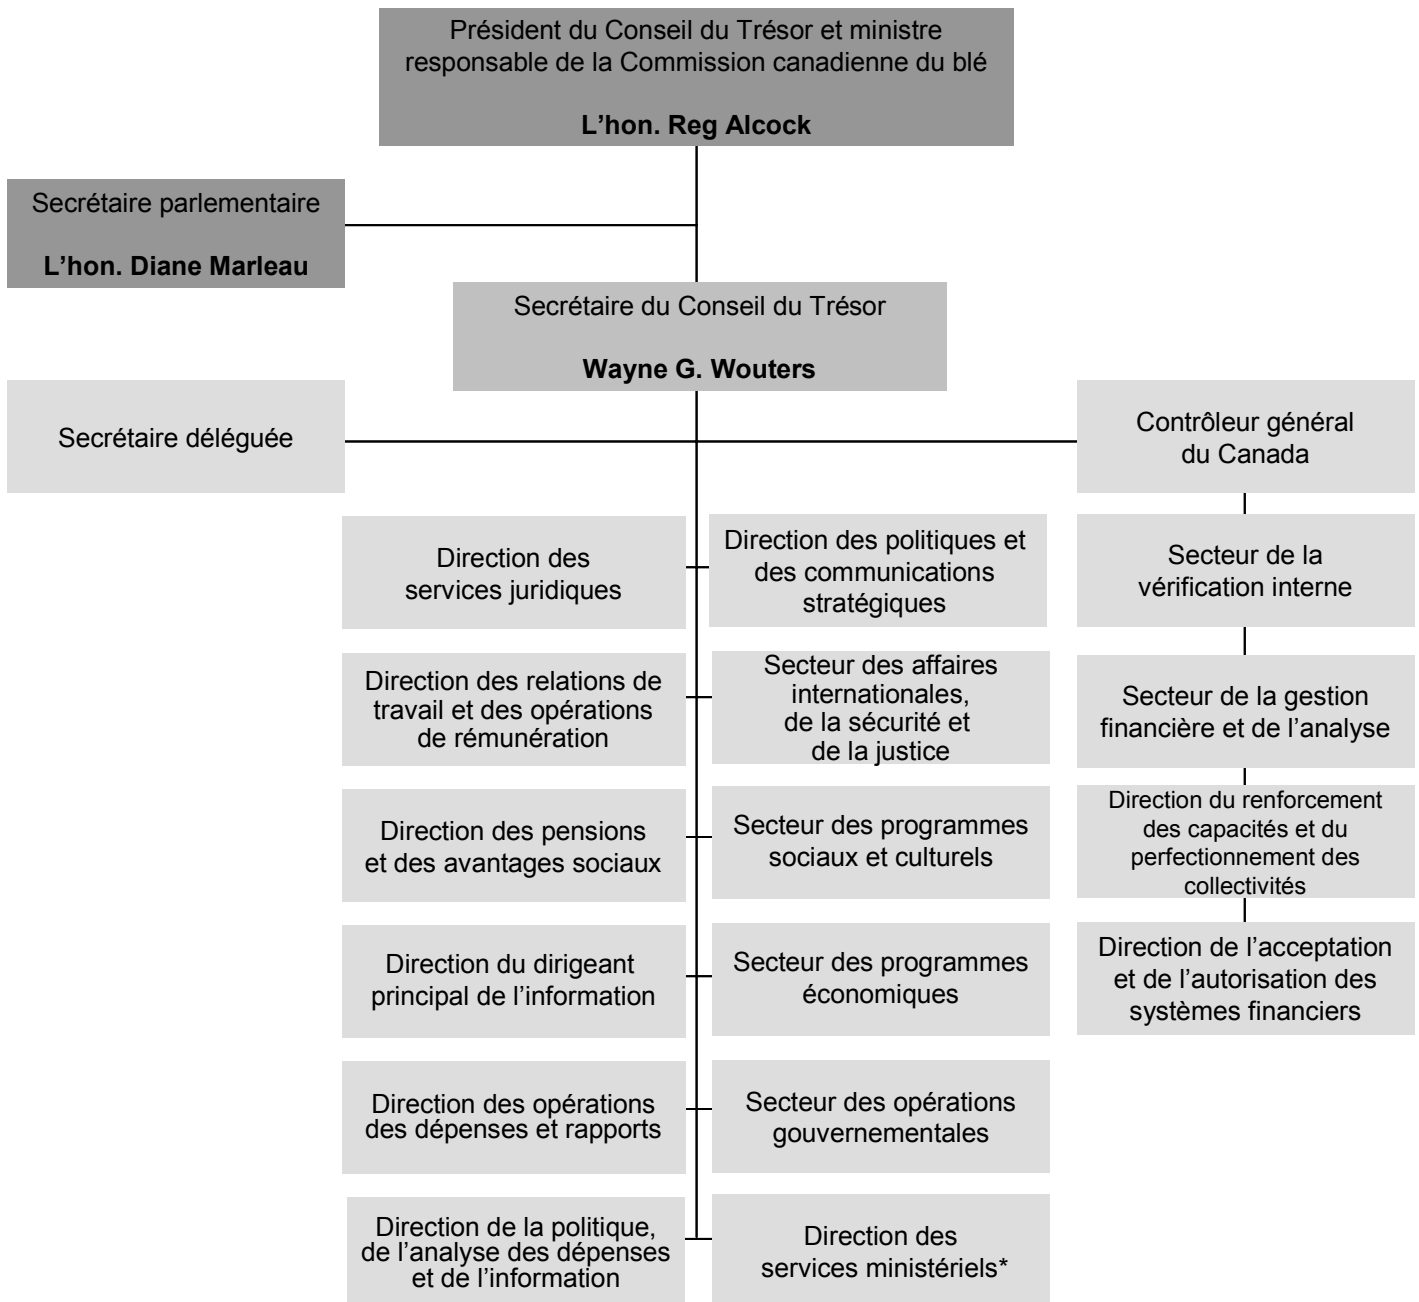 Président du Conseil du Trésor et ministre
responsable de la Commission canadienne du blé
L’hon. Reg Alcock
Secrétaire parlementaire
L’hon. Diane Marleau
Secrétaire du Conseil du Trésor
Wayne G. Wouters
Secrétaire déléguée
Contrôleur général
du Canada
Direction des
services juridiques
Direction des politiques et
des communications
stratégiques
Secteur de la
vérification interne
Direction des relations de
travail et des opérations
de rémunération
Secteur des affaires
internationales,
de la sécurité et
de la justice
Secteur de la gestion
financière et de l’analyse
Direction des pensions
et des avantages sociaux
Secteur des programmes
sociaux et culturels
Direction du renforcement
des capacités et du
perfectionnement des
collectivités
Direction du dirigeant
principal de l’information
Secteur des programmes
économiques
Direction de l’acceptation
et de l’autorisation des
systèmes financiers
Direction des opérations
des dépenses et rapports
Secteur des opérations
gouvernementales
Direction de la politique,
de l’analyse des dépenses
et de l’information
Direction des
services ministériels*